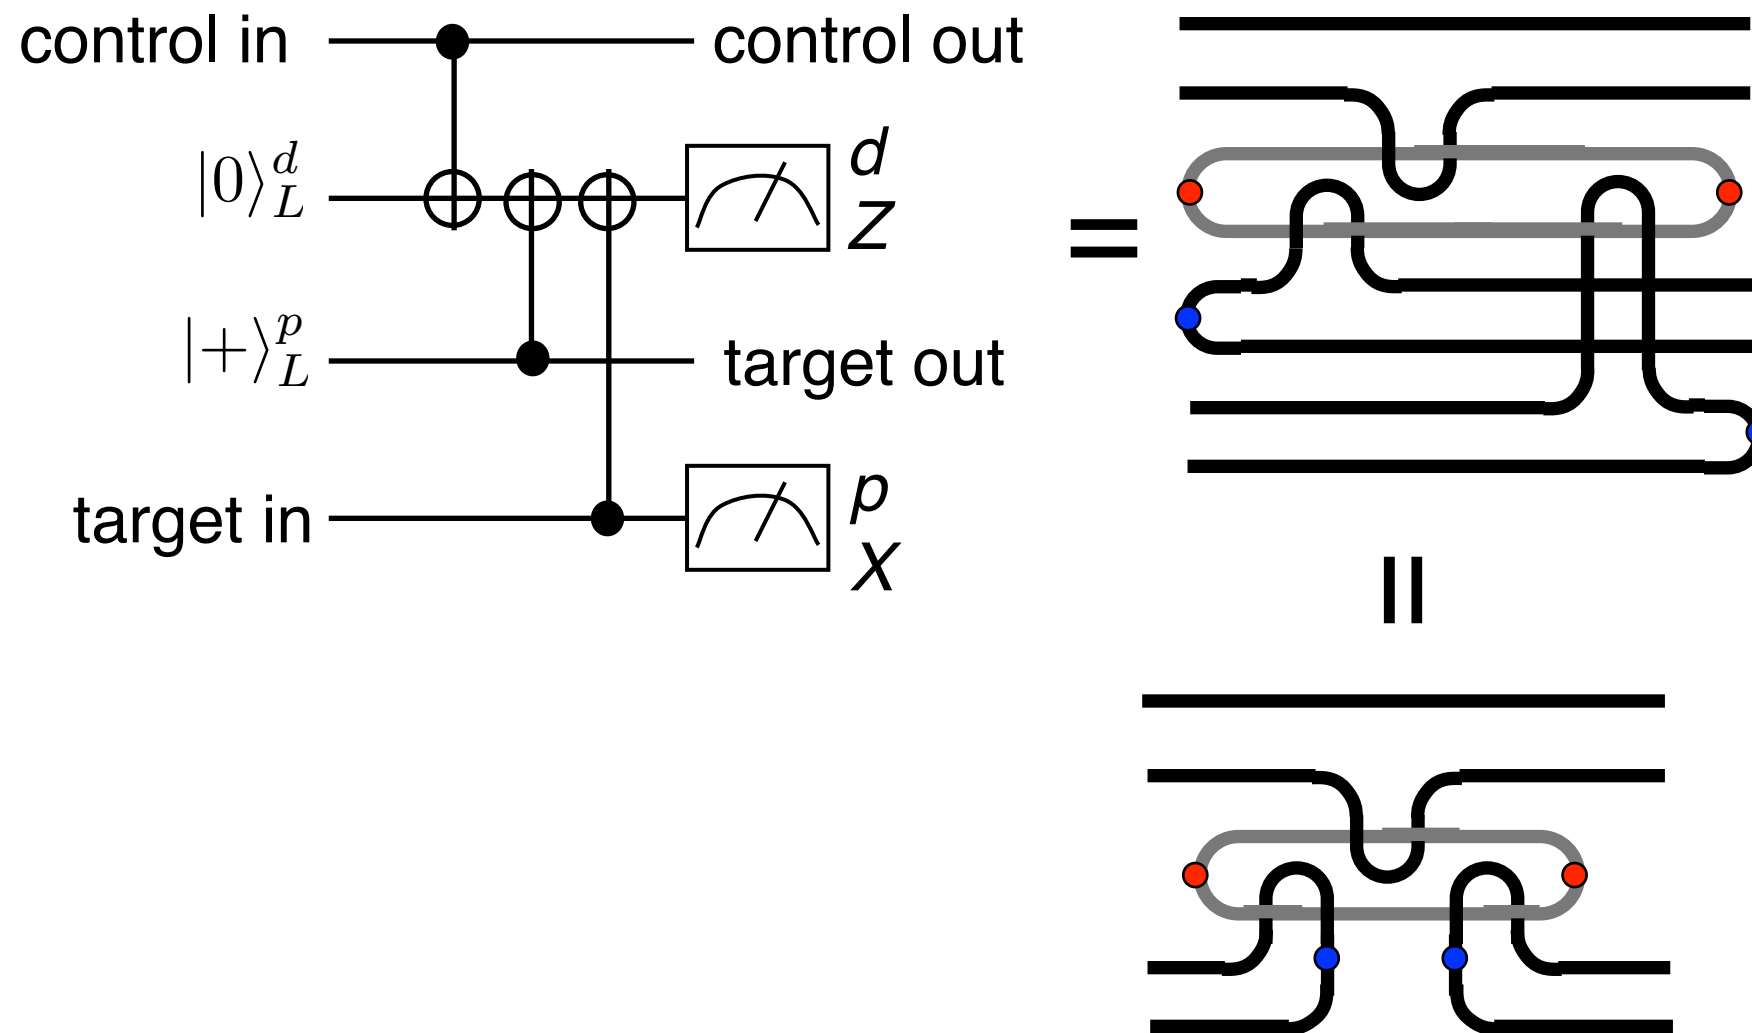 control in
control out
|0⟩_L^d
d
Z
=
|+⟩_L^p
target out
target in
p
X
=